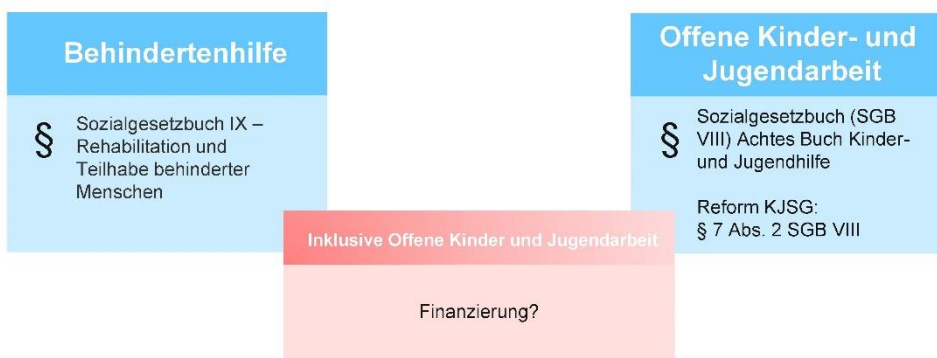 Behindertenhilfe
§
Sozialgesetzbuch IX –
Rehabilitation und
Teilhabe behinderter
Menschen
Offene Kinder- und
Jugendarbeit
§
Sozialgesetzbuch (SGB
VIII) Achtes Buch Kinder-
und Jugendhilfe
Reform KJSG:
§ 7 Abs. 2 SGB VIII
Inklusive Offene Kinder und Jugendarbeit
Finanzierung?